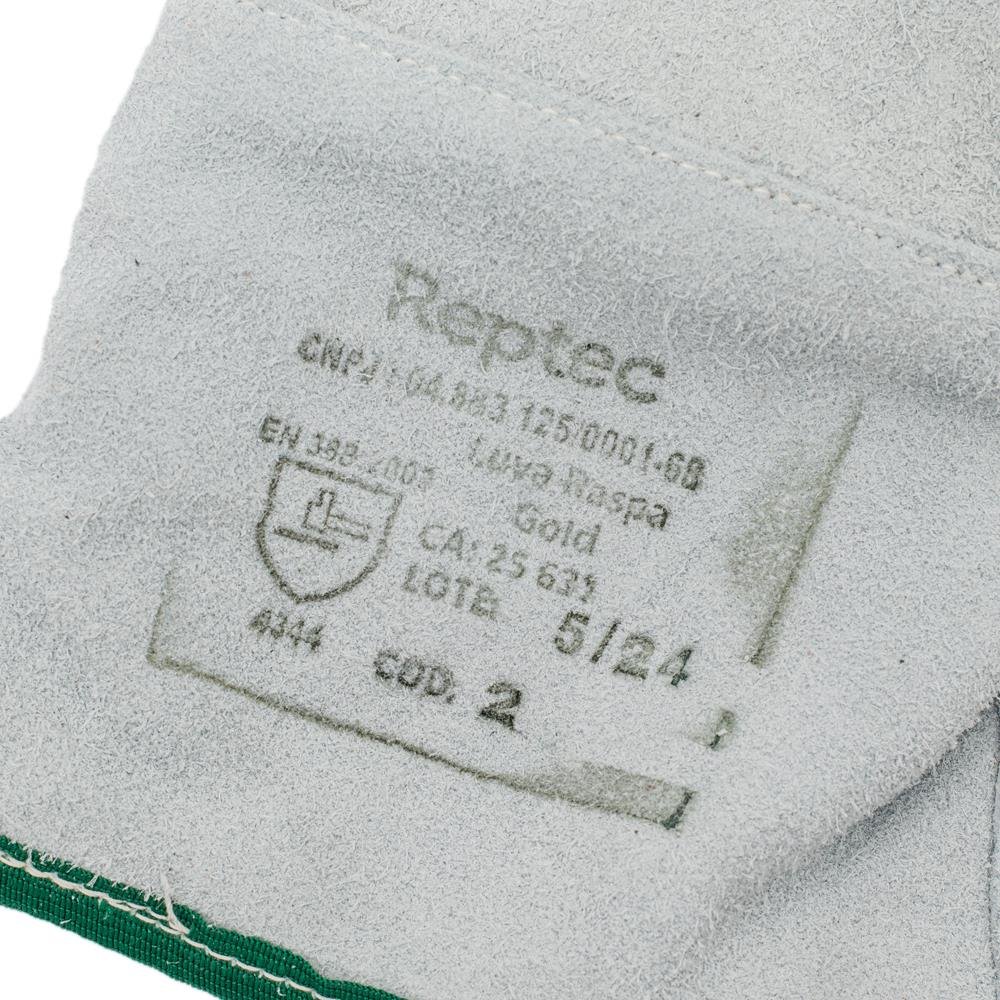 Reptec
CNPJ: 04.883.125/0001-68
EN 388-2003
Luva Raspa
Gold
CA: 25 631
LOTE: 5/24
4344
COD. 2